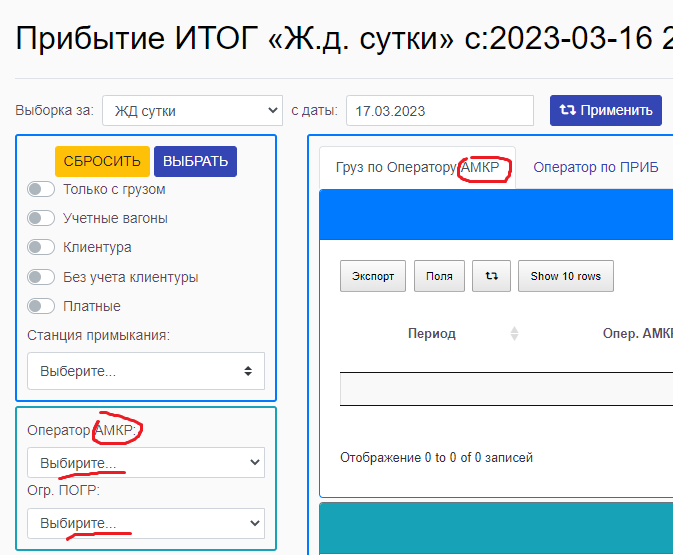 Прибытие ИТОГ «Ж.д. сутки» с:2023-03-16 2
Выборка за: ЖД сутки с даты: 17.03.2023 Применить
СБРОСИТЬ ВЫБРАТЬ
Только с грузом
Учетные вагоны
Клиентура
Без учета клиентуры
Платные
Станция примыкания:
Выберите...
Оператор АМКР:
Выбирите...
Огр. ПОГР:
Выбирите...
Груз по Оператору АМКР Оператор по ПРИБ
Экспорт Поля Show 10 rows
Период Опер. АМКР
Отображение 0 to 0 of 0 записей